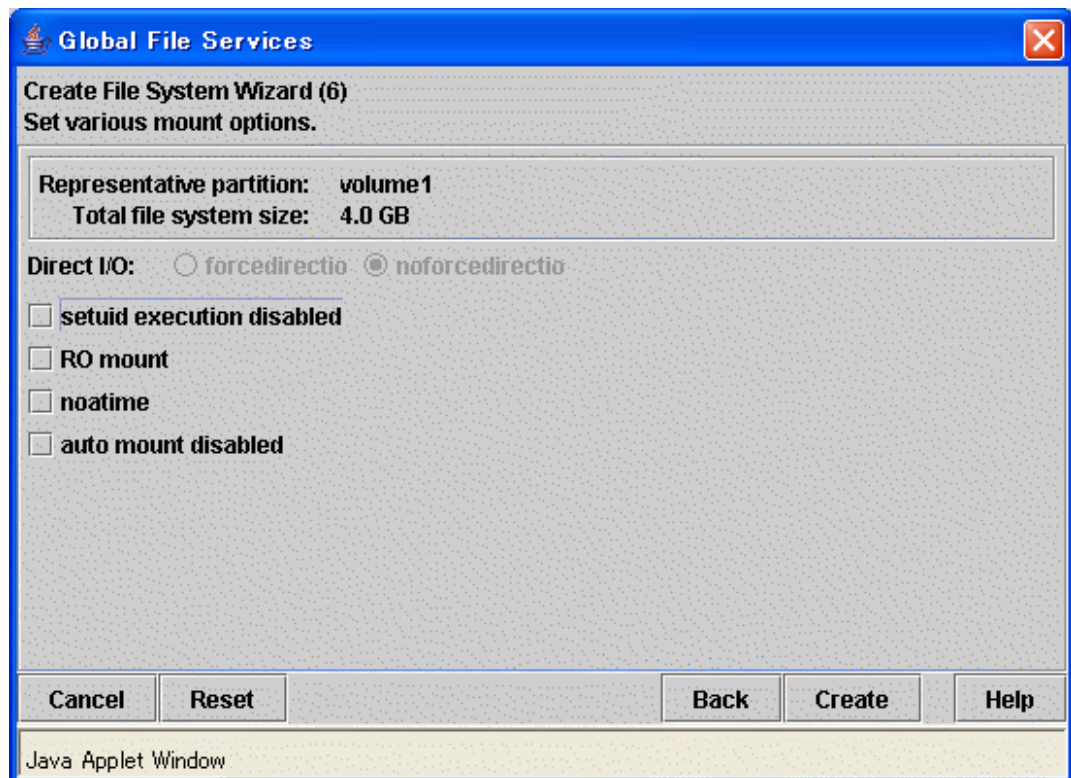 Global File Services
Create File System Wizard (6)
Set various mount options.
Representative partition: volume1
Total file system size: 4.0 GB
Direct I/O: forcedirectio noforcedirectio
setuid execution disabled
RO mount
noatime
auto mount disabled
Cancel Reset Back Create Help
Java Applet Window